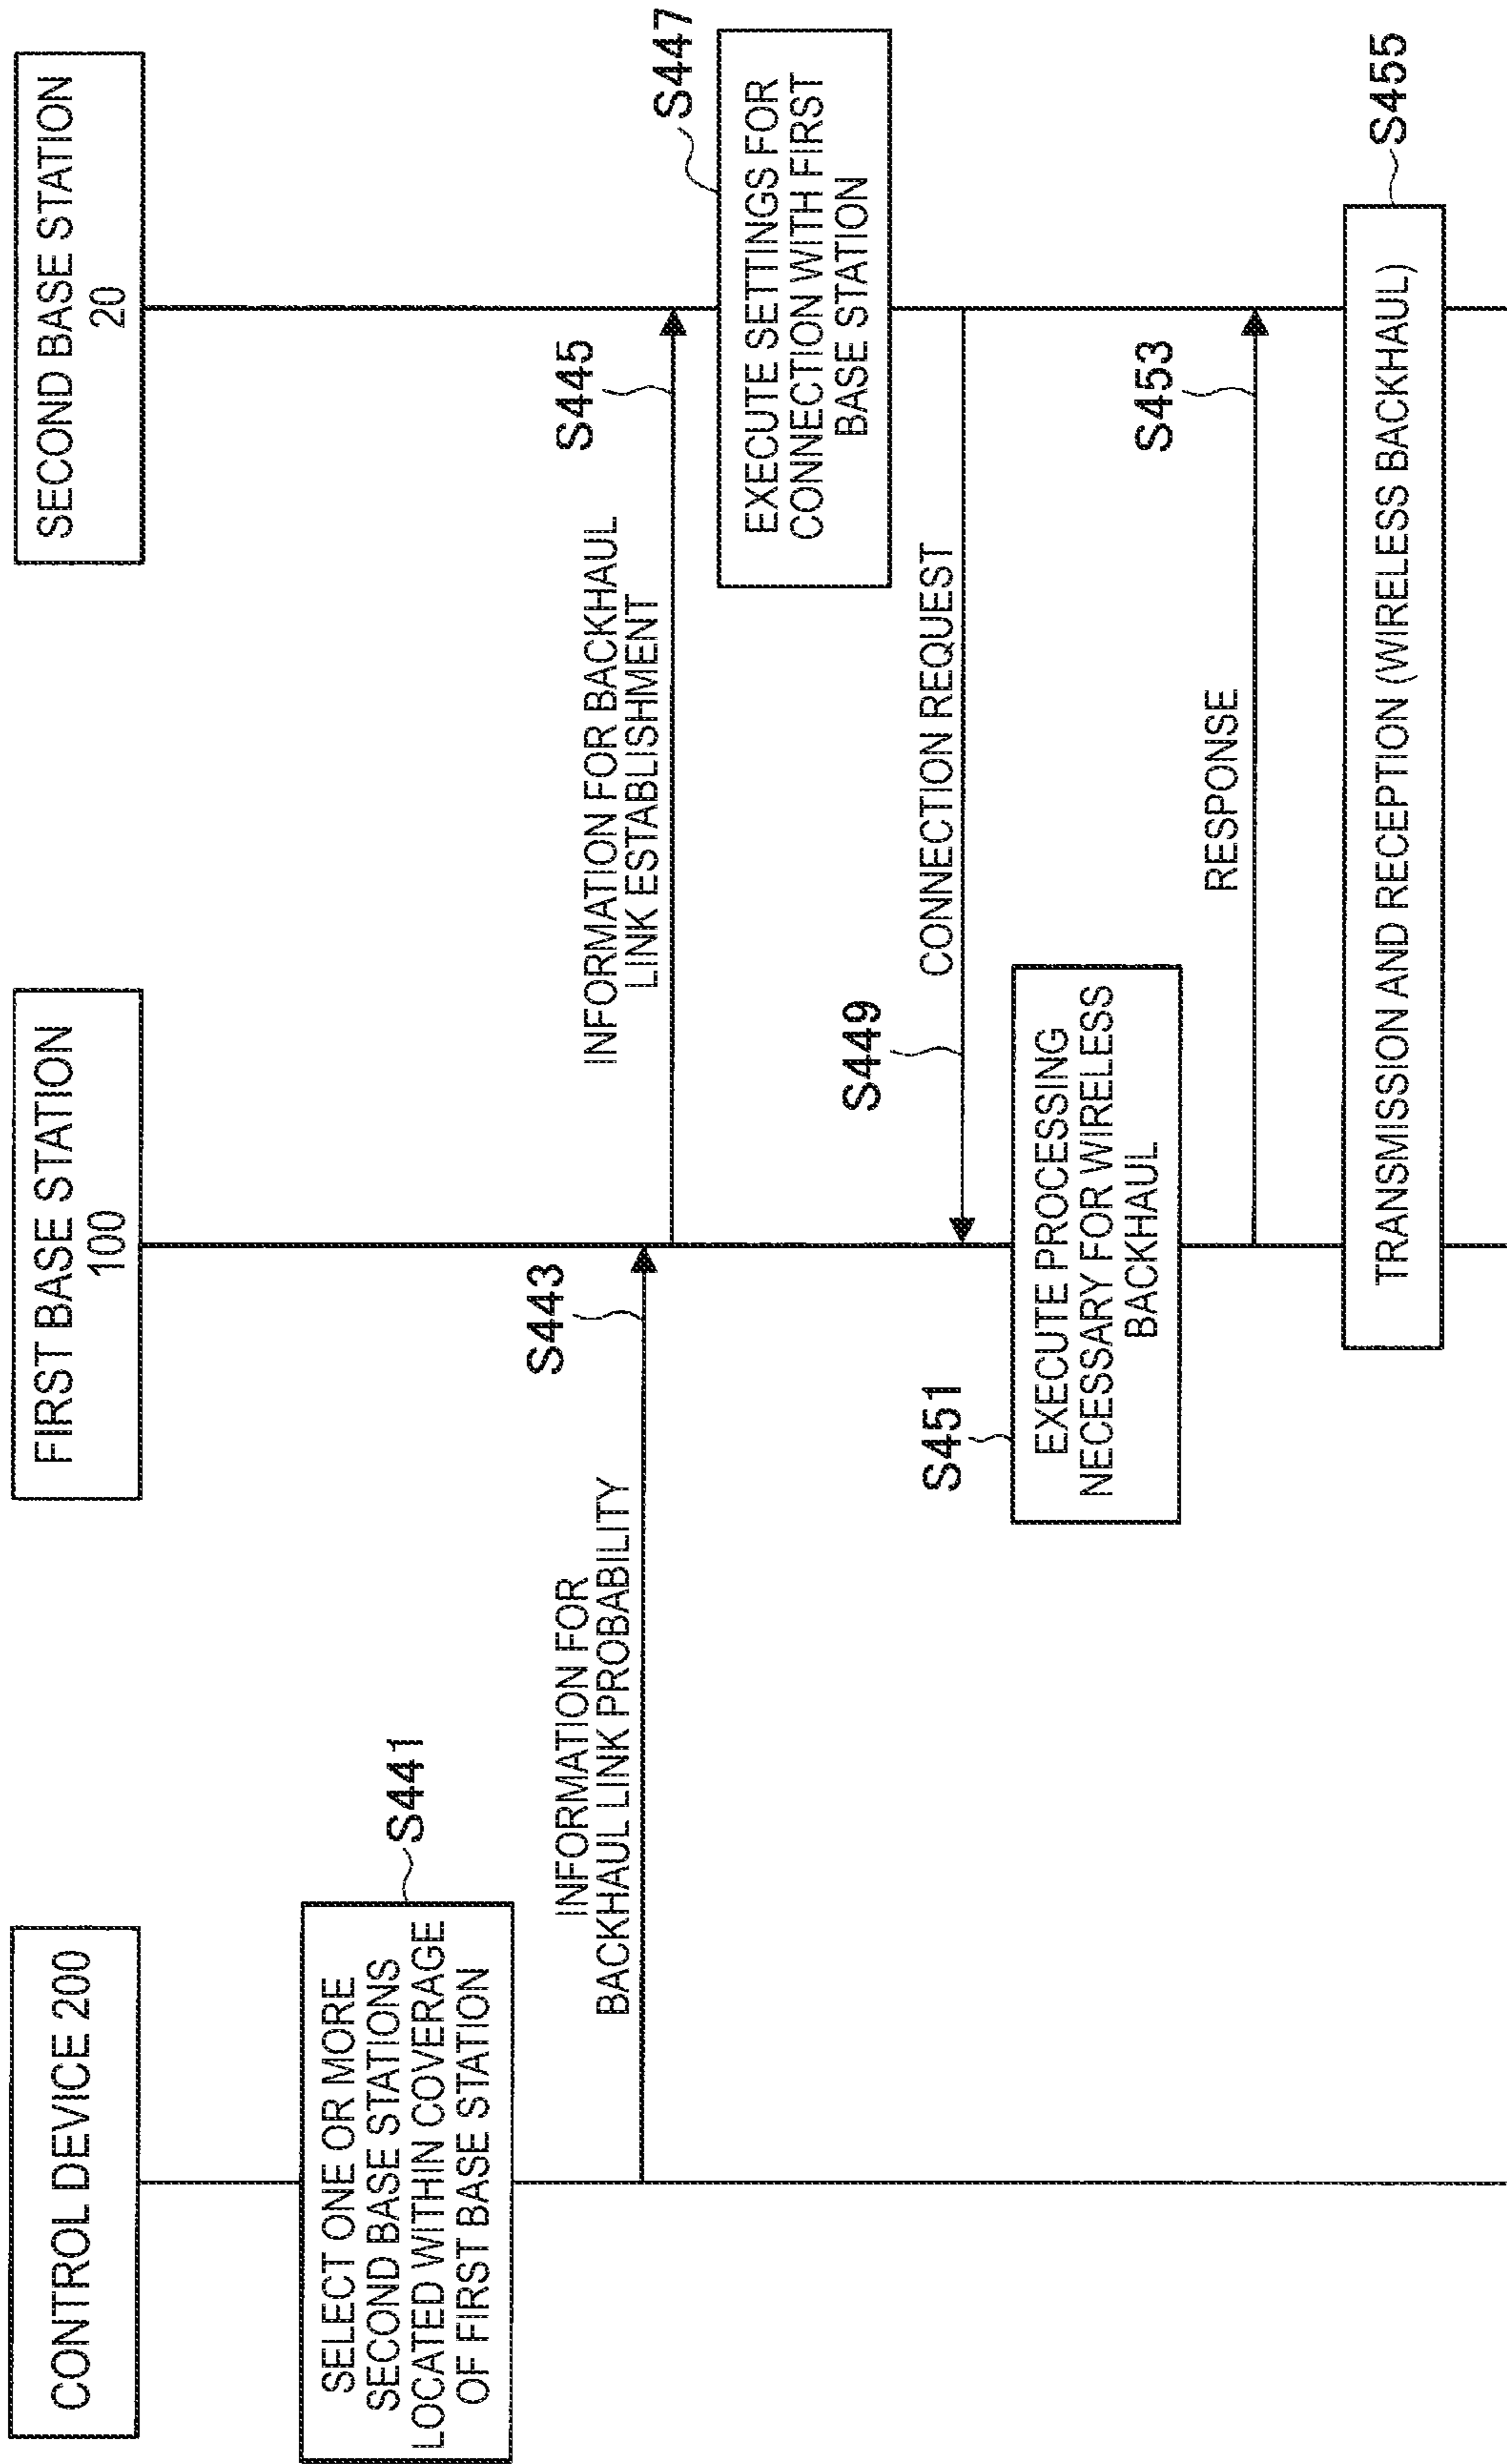 CONTROL DEVICE 200
FIRST BASE STATION
100
SECOND BASE STATION
20
S441
SELECT ONE OR MORE
SECOND BASE STATIONS
LOCATED WITHIN COVERAGE
OF FIRST BASE STATION
S443
INFORMATION FOR
BACKHAUL LINK PROBABILITY
S445
INFORMATION FOR BACKHAUL
LINK ESTABLISHMENT
S447
EXECUTE SETTINGS FOR
CONNECTION WITH FIRST
BASE STATION
S449
CONNECTION REQUEST
S451
EXECUTE PROCESSING
NECESSARY FOR WIRELESS
BACKHAUL
S453
RESPONSE
S455
TRANSMISSION AND RECEPTION (WIRELESS BACKHAUL)